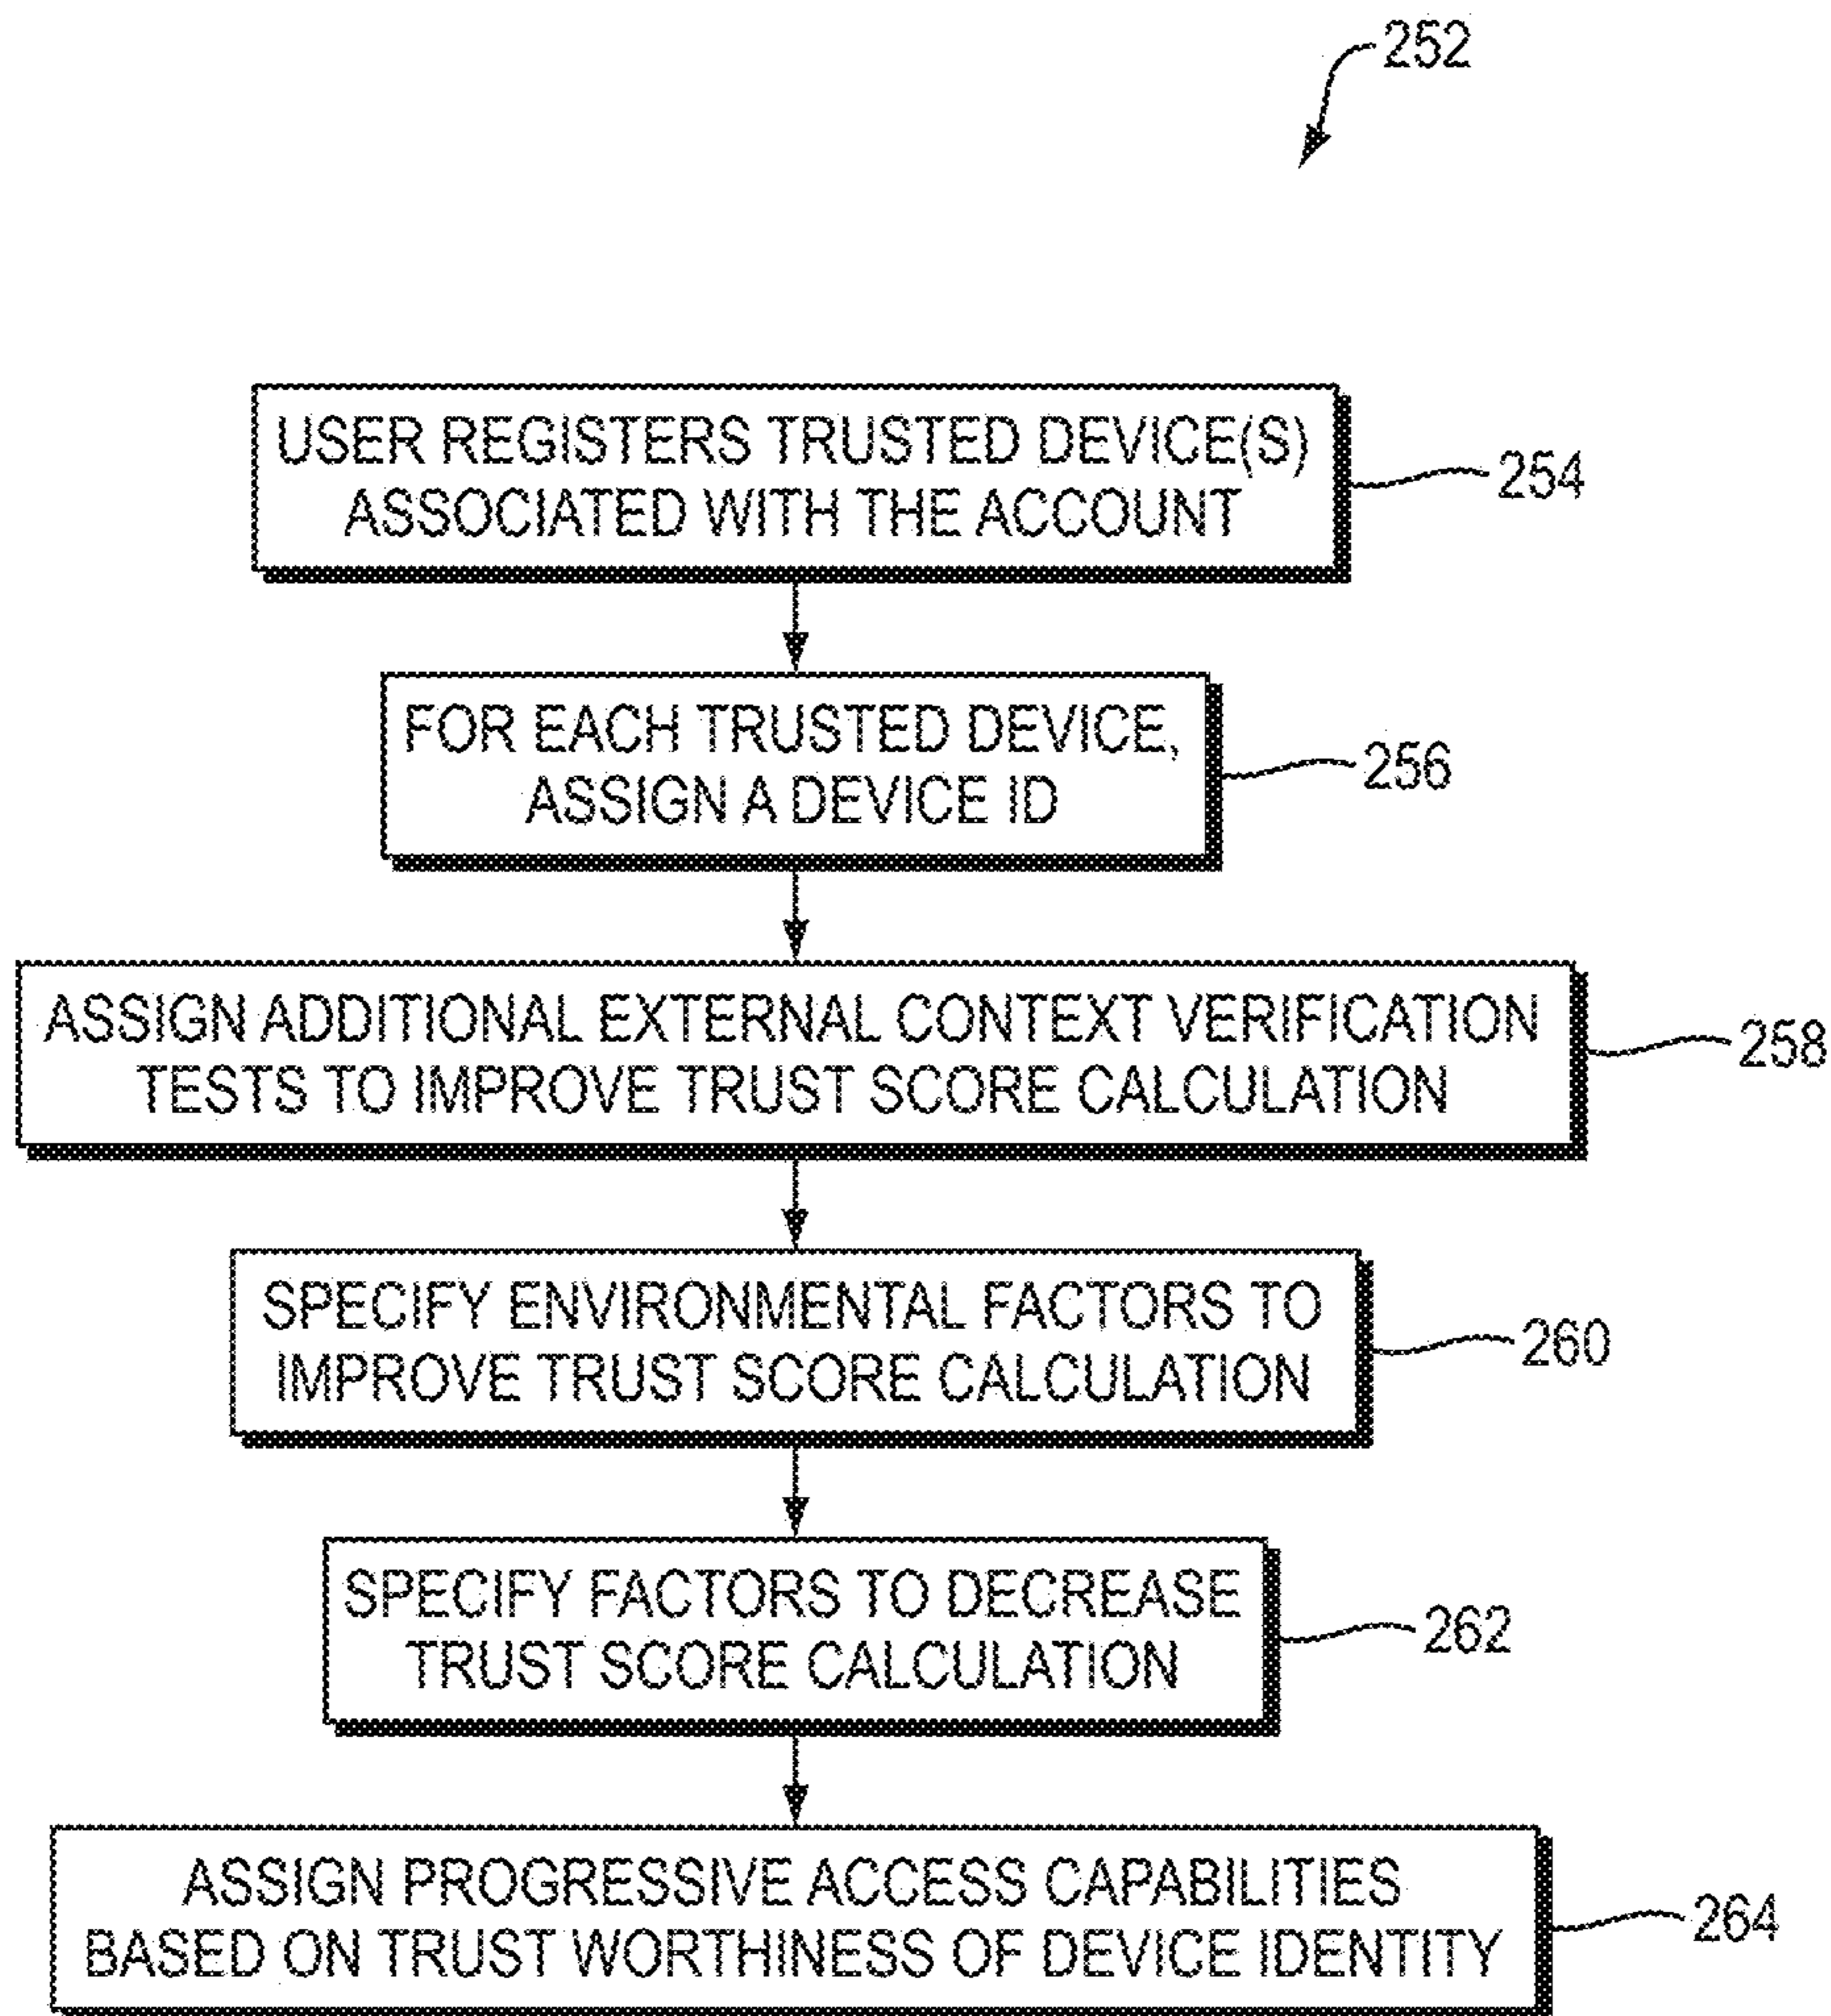 252
USER REGISTERS TRUSTED DEVICE(S)
ASSOCIATED WITH THE ACCOUNT
254
FOR EACH TRUSTED DEVICE,
ASSIGN A DEVICE ID
256
ASSIGN ADDITIONAL EXTERNAL CONTEXT VERIFICATION
TESTS TO IMPROVE TRUST SCORE CALCULATION
258
SPECIFY ENVIRONMENTAL FACTORS TO
IMPROVE TRUST SCORE CALCULATION
260
SPECIFY FACTORS TO DECREASE
TRUST SCORE CALCULATION
262
ASSIGN PROGRESSIVE ACCESS CAPABILITIES
BASED ON TRUST WORTHINESS OF DEVICE IDENTITY
264